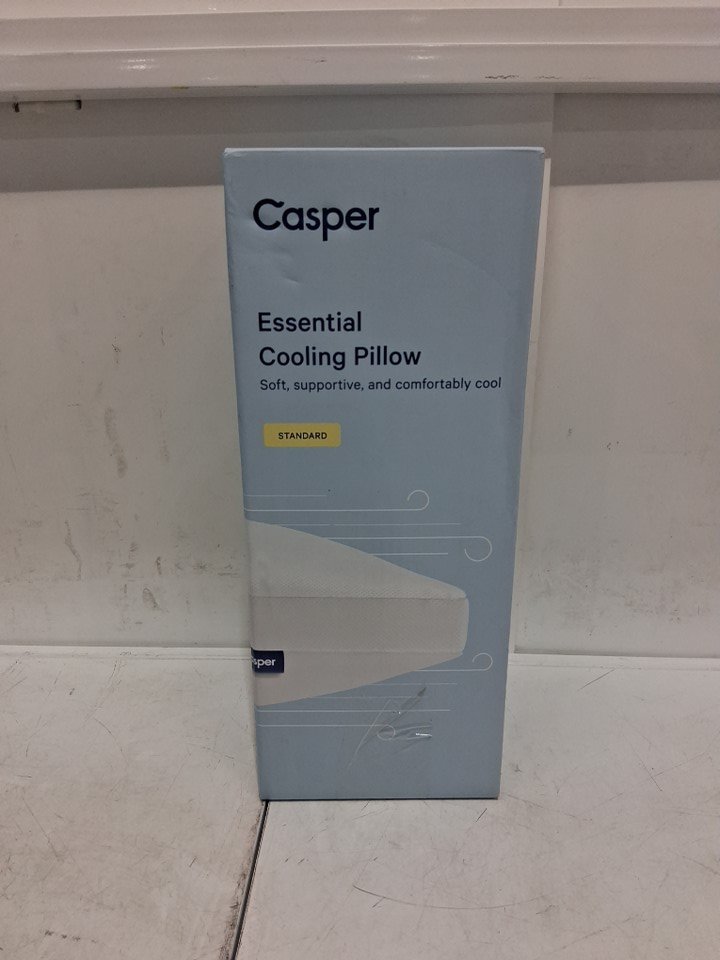 Casper
Essential
Cooling Pillow
Soft, supportive, and comfortably cool
STANDARD
sper